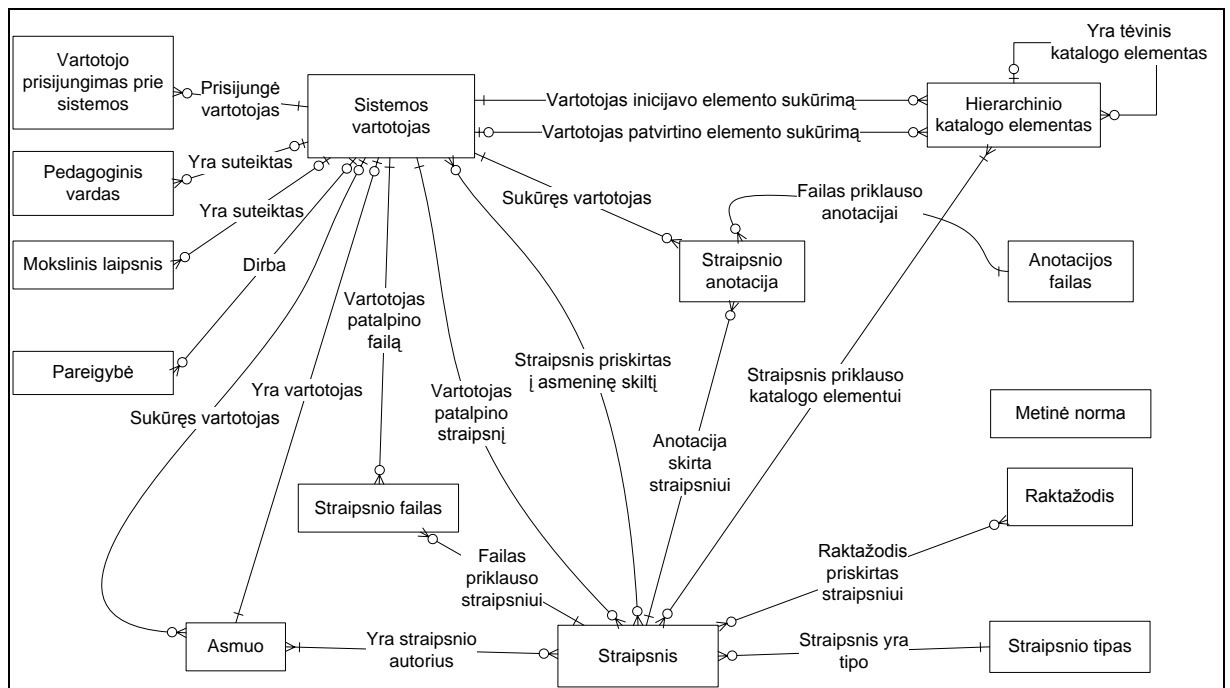 Yra tėvinis
katalogo elementas
Vartotojo
prisijungimas prie
sistemos
Prisijungė
vartotojas
Sistemos
vartotojas
Vartotojas inicijavo elemento sukūrimą
Vartotojas patvirtino elemento sukūrimą
Hierarchinio
katalogo elementas
Pedagoginis
vardas
Yra suteiktas
Yra suteiktas
Sukūręs vartotojas
Failas priklauso
anotacijai
Mokslinis laipsnis
Dirba
Straipsnio
anotacija
Anotacijos
failas
Vartotojas
patalpino
failą
Pareigybė
Yra vartotojas
Sukūręs vartotojas
Vartotojas
patalpino
straipsnį
Straipsnis priskirtas
į asmeninę skiltį
Straipsnis priklauso
katalogo elementui
Metinė norma
Anotacija
skirta
straipsniui
Straipsnio failas
Raktažodis
Failas
priklauso
straipsniui
Raktažodis
priskirtas
straipsniui
Asmuo
Yra straipsnio
autorius
Straipsnis
Straipsnis yra
tipo
Straipsnio tipas